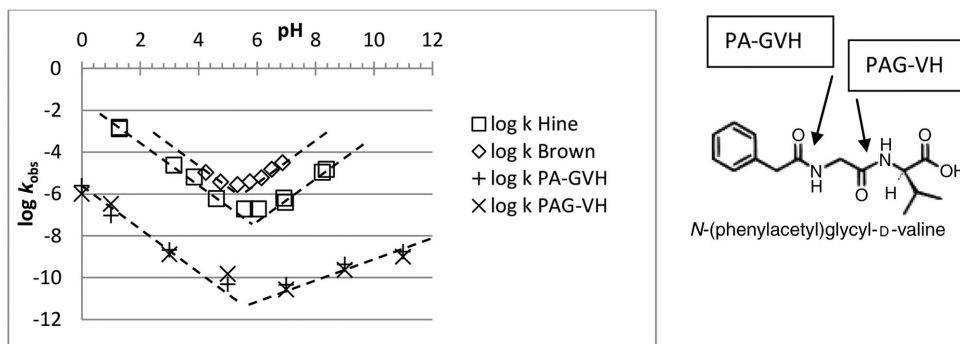 pH
0 2 4 6 8 10 12
0
-2
-4
-6
-8
-10
-12
log kobs
log k Hine
log k Brown
log k PA-GVH
log k PAG-VH
PA-GVH
PAG-VH
O
N
H
O
H
N
H
O
OH
N-(phenylacetyl)glycyl-D-valine